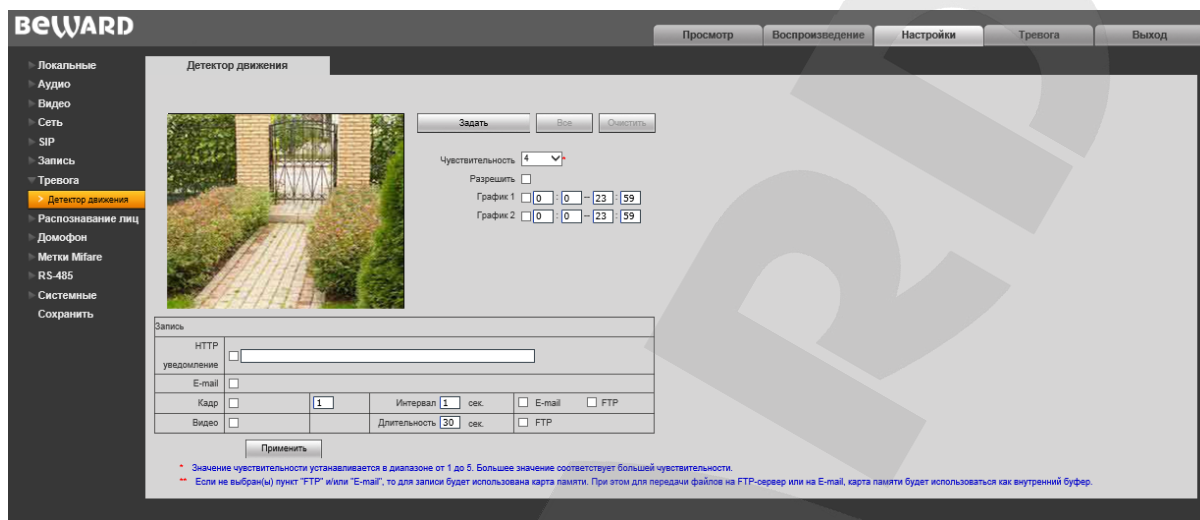 BEWARD
Просмотр Воспроизведение Настройки Тревога Выход
Локальные
Аудио
Видео
Сеть
SIP
Запись
Тревога
> Детектор движения
Распознавание лиц
Домофон
Метки Mifare
RS-485
Системные
Сохранить
Детектор движения
Задать Все Очистить
Чувствительность 4 *
Разрешить
График 1 0 : 0 -- 23 : 59
График 2 0 : 0 -- 23 : 59
Запись
HTTP
уведомление
E-mail
Кадр 1 Интервал 1 сек. E-mail FTP
Видео Длительность 30 сек. FTP
Применить
* Значение чувствительности устанавливается в диапазоне от 1 до 5. Большее значение соответствует большей чувствительности.
** Если не выбран(ы) пункт "FTP" и/или "E-mail", то для записи будет использована карта памяти. При этом для передачи файлов на FTP-сервер или на E-mail, карта памяти будет использоваться как внутренний буфер.